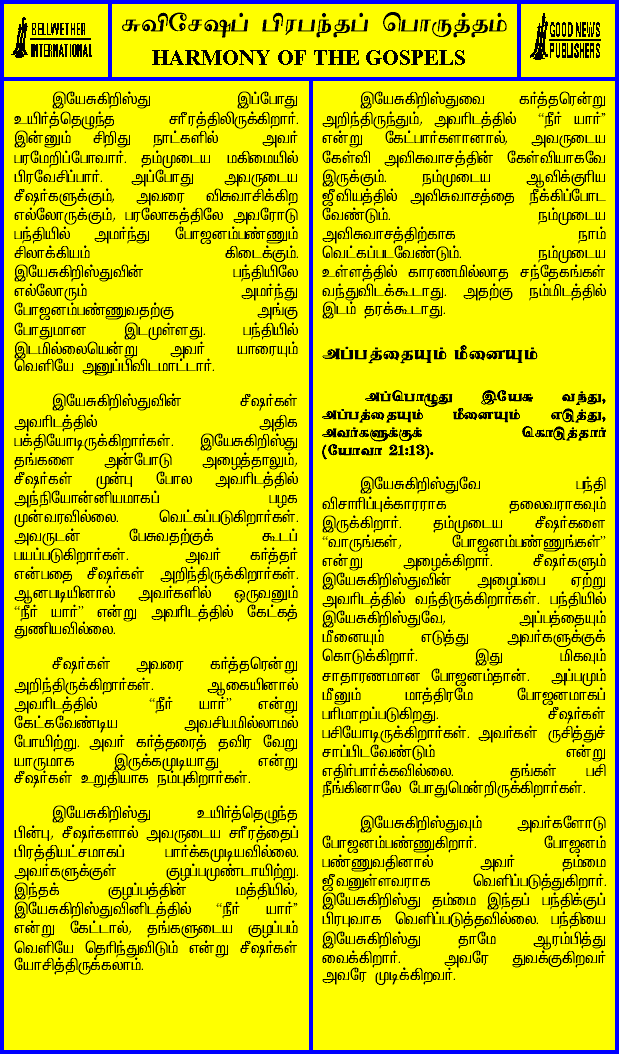 BELLWETHER
INTERNATIONAL
சுவிசேஷப் பிரபந்தப் பொருத்தம்
HARMONY OF THE GOSPELS
GOOD NEWS
PUBLISHERS
இயேசுகிறிஸ்து இப்போது
உயிர்த்தெழுந்த சரீரத்திலிருக்கிறார்.
இன்னும் சிறிது நாட்களில் அவர்
பரமேறிப்போவார். தம்முடைய மகிமையில்
பிரவேசிப்பார். அப்போது அவருடைய
சீஷர்களுக்கும், அவரை விசுவாசிக்கிற
எல்லோருக்கும், பரலோகத்திலே அவரோடு
பந்தியில் அமர்ந்து போஜனம்பண்ணும்
சிலாக்கியம் கிடைக்கும்.
இயேசுகிறிஸ்துவின் பந்தியிலே
எல்லோரும் அமர்ந்து
போஜனம்பண்ணுவதற்கு அங்கு
போதுமான இடமுள்ளது. பந்தியில்
இடமில்லையென்று அவர் யாரையும்
வெளியே அனுப்பிவிடமாட்டார்.
இயேசுகிறிஸ்துவின் சீஷர்கள்
அவரிடத்தில் அதிக
பக்தியோடிருக்கிறார்கள். இயேசுகிறிஸ்து
தங்களை அன்போடு அழைத்தாலும்,
சீஷர்கள் முன்பு போல அவரிடத்தில்
அந்நியோன்னியமாகப் பழக
முன்வரவில்லை. வெட்கப்படுகிறார்கள்.
அவருடன் பேசுவதற்குக் கூடப்
பயப்படுகிறார்கள். அவர் கர்த்தர்
என்பதை சீஷர்கள் அறிந்திருக்கிறார்கள்.
ஆனபடியினால் அவர்களில் ஒருவனும்
“நீர் யார்” என்று அவரிடத்தில் கேட்கத்
துணியவில்லை.
சீஷர்கள் அவரை கர்த்தரென்று
அறிந்திருக்கிறார்கள். ஆகையினால்
அவரிடத்தில் “நீர் யார்” என்று
கேட்கவேண்டிய அவசியமில்லாமல்
போயிற்று. அவர் கர்த்தரைத் தவிர வேறு
யாருமாக இருக்கமுடியாது என்று
சீஷர்கள் உறுதியாக நம்புகிறார்கள்.
இயேசுகிறிஸ்து உயிர்த்தெழுந்த
பின்பு, சீஷர்களால் அவருடைய சரீரத்தைப்
பிரத்தியட்சமாகப் பார்க்கமுடியவில்லை.
அவர்களுக்குள் குழப்பமுண்டாயிற்று.
இந்தக் குழப்பத்தின் மத்தியில்,
இயேசுகிறிஸ்துவினிடத்தில் “நீர் யார்”
என்று கேட்டால், தங்களுடைய குழப்பம்
வெளியே தெரிந்துவிடும் என்று சீஷர்கள்
யோசித்திருக்கலாம்.
இயேசுகிறிஸ்துவை கர்த்தரென்று
அறிந்திருந்தும், அவரிடத்தில் “நீர் யார்”
என்று கேட்பார்களானால், அவருடைய
கேள்வி அவிசுவாசத்தின் கேள்வியாகவே
இருக்கும். நம்முடைய ஆவிக்குரிய
ஜீவியத்தில் அவிசுவாசத்தை நீக்கிப்போட
வேண்டும். நம்முடைய
அவிசுவாசத்திற்காக நாம்
வெட்கப்படவேண்டும். நம்முடைய
உள்ளத்தில் காரணமில்லாத சந்தேகங்கள்
வந்துவிடக்கூடாது. அதற்கு நம்மிடத்தில்
இடம் தரக்கூடாது.
அப்பத்தையும் மீனையும்
அப்பொழுது இயேசு வந்து,
அப்பத்தையும் மீனையும் எடுத்து,
அவர்களுக்குக் கொடுத்தார்
(யோவா 21:13).
இயேசுகிறிஸ்துவே பந்தி
விசாரிப்புக்காரராக தலைவராகவும்
இருக்கிறார். தம்முடைய சீஷர்களை
“வாருங்கள், போஜனம்பண்ணுங்கள்”
என்று அழைக்கிறார். சீஷர்களும்
இயேசுகிறிஸ்துவின் அழைப்பை ஏற்று
அவரிடத்தில் வந்திருக்கிறார்கள். பந்தியில்
இயேசுகிறிஸ்துவே, அப்பத்தையும்
மீனையும் எடுத்து அவர்களுக்குக்
கொடுக்கிறார். இது மிகவும்
சாதாரணமான போஜனம்தான். அப்பமும்
மீனும் மாத்திரமே போஜனமாகப்
பரிமாறப்படுகிறது. சீஷர்கள்
பசியோடிருக்கிறார்கள். அவர்கள் ருசித்துச்
சாப்பிடவேண்டும் என்று
எதிர்பார்க்கவில்லை. தங்கள் பசி
நீங்கினாலே போதுமென்றிருக்கிறார்கள்.
இயேசுகிறிஸ்துவும் அவர்களோடு
போஜனம்பண்ணுகிறார். போஜனம்
பண்ணுவதினால் அவர் தம்மை
ஜீவனுள்ளவராக வெளிப்படுத்துகிறார்.
இயேசுகிறிஸ்து தம்மை இந்தப் பந்திக்குப்
பிரபுவாக வெளிப்படுத்தவில்லை. பந்தியை
இயேசுகிறிஸ்து தாமே ஆரம்பித்து
வைக்கிறார். அவரே துவக்குகிறவர்
அவரே முடிக்கிறவர்.